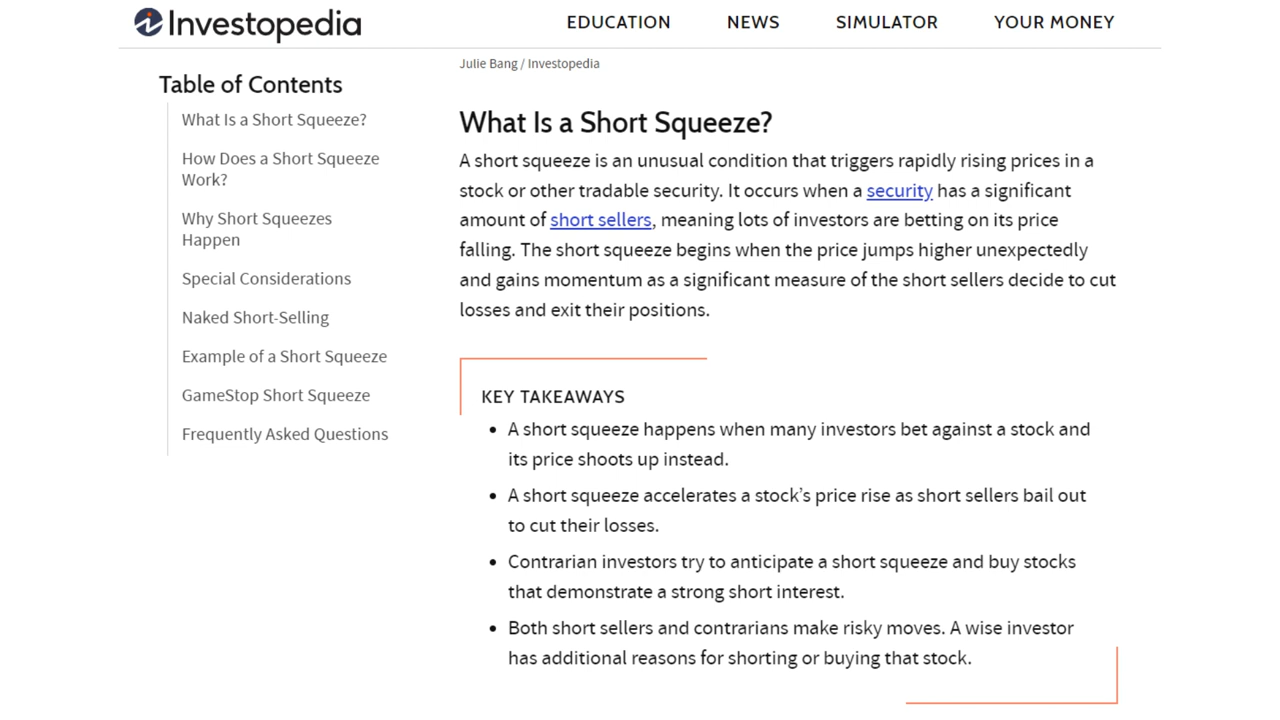 Investopedia
EDUCATION NEWS SIMULATOR YOUR MONEY
Table of Contents
What Is a Short Squeeze?
How Does a Short Squeeze
Work?
Why Short Squeezes
Happen
Special Considerations
Naked Short-Selling
Example of a Short Squeeze
GameStop Short Squeeze
Frequently Asked Questions
Julie Bang / Investopedia
What Is a Short Squeeze?
A short squeeze is an unusual condition that triggers rapidly rising prices in a
stock or other tradable security. It occurs when a security has a significant
amount of short sellers, meaning lots of investors are betting on its price
falling. The short squeeze begins when the price jumps higher unexpectedly
and gains momentum as a significant measure of the short sellers decide to cut
losses and exit their positions.
KEY TAKEAWAYS
• A short squeeze happens when many investors bet against a stock and
its price shoots up instead.
• A short squeeze accelerates a stock’s price rise as short sellers bail out
to cut their losses.
• Contrarian investors try to anticipate a short squeeze and buy stocks
that demonstrate a strong short interest.
• Both short sellers and contrarians make risky moves. A wise investor
has additional reasons for shorting or buying that stock.